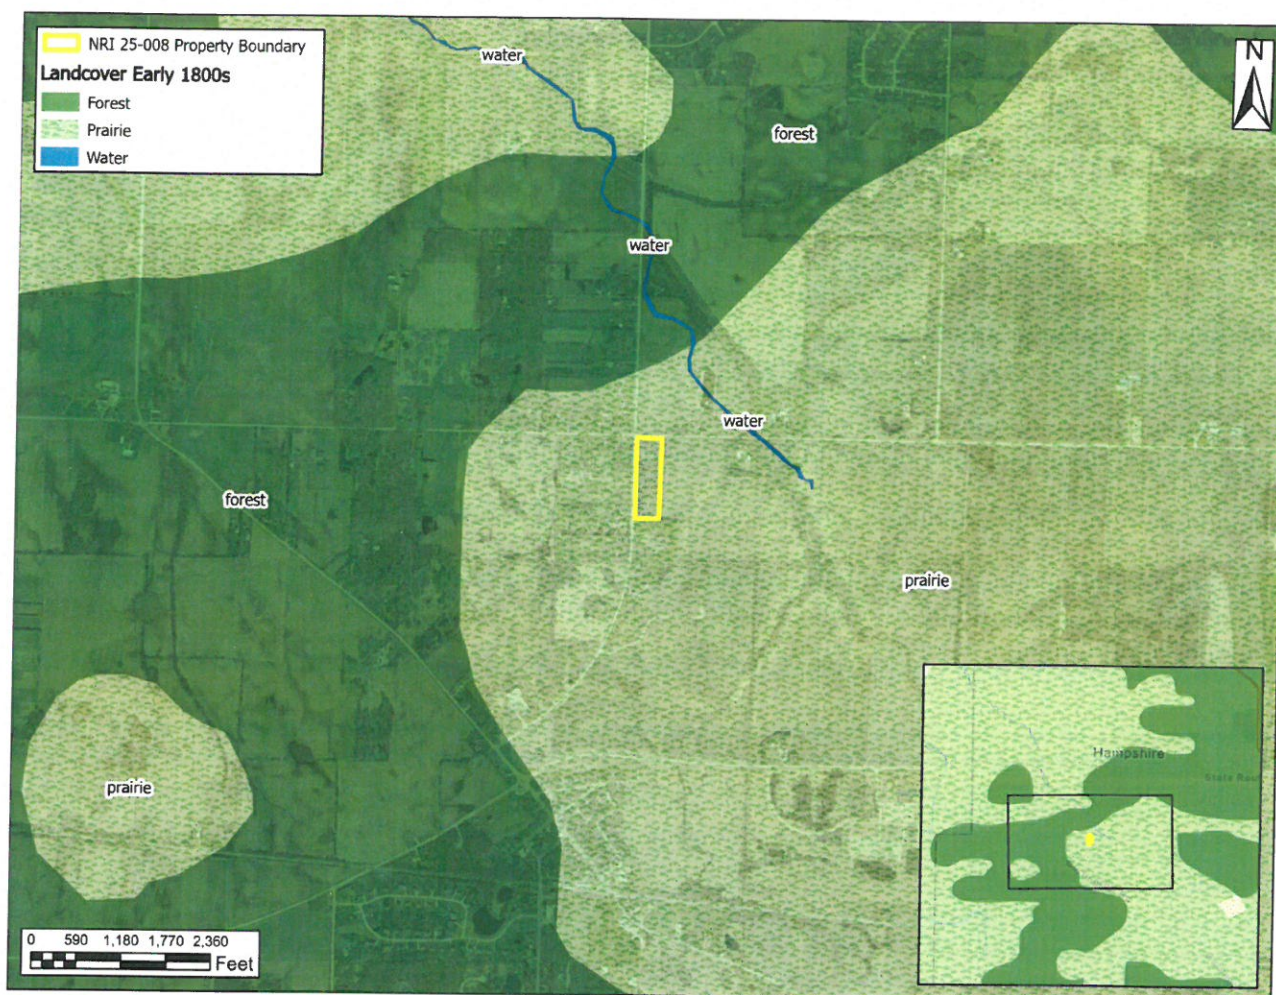 NRI 25-008 Property Boundary
Landcover Early 1800s
Forest
Prairie
Water
N
water
forest
water
water
forest
prairie
prairie
Hampshire
0 590 1,180 1,770 2,360
Feet